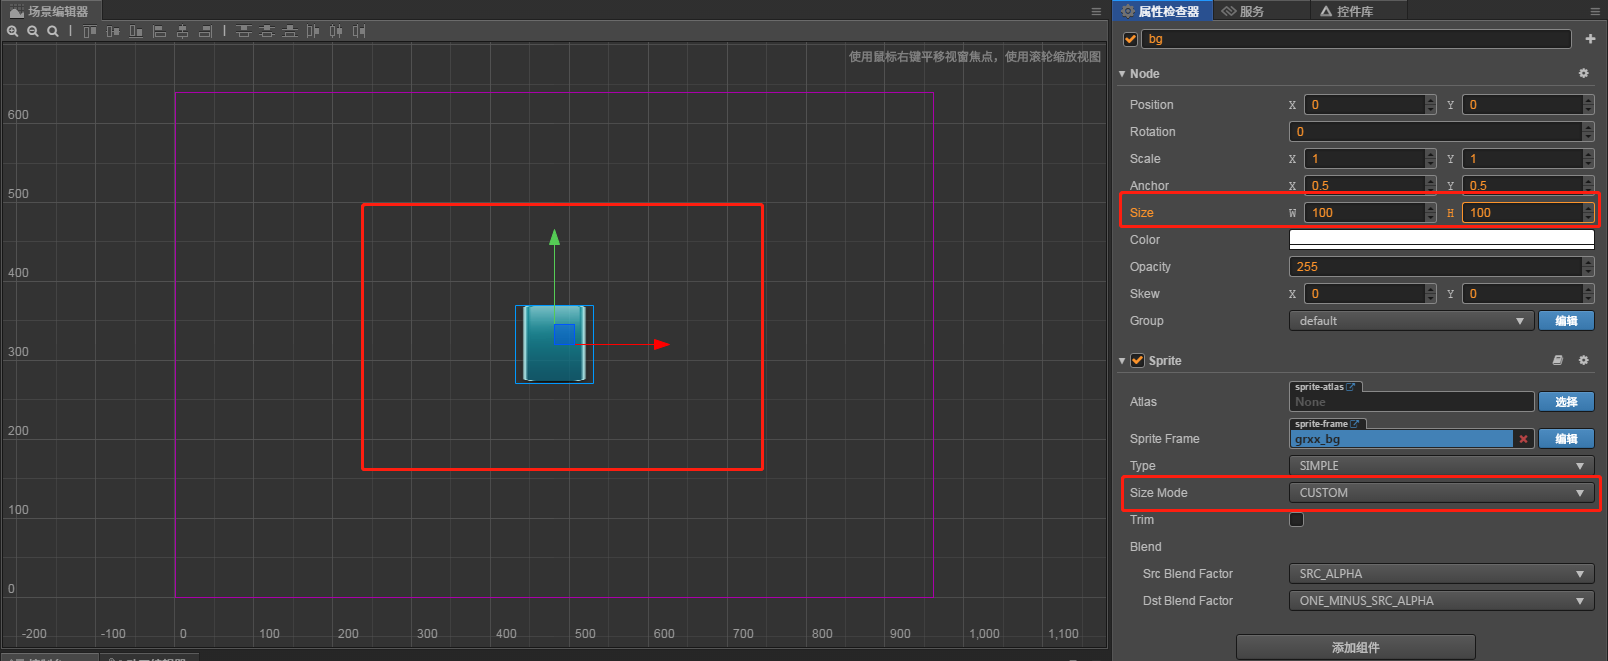 场景编辑器
使用鼠标右键平移视窗焦点，使用滚轮缩放视图
600
500
400
300
200
100
0
-200 -100 0 100 200 300 400 500 600 700 800 900 1,000 1,100
属性检查器 服务 控件库
bg
Node
Position X 0 Y 0
Rotation 0
Scale X 1 Y 1
Anchor X 0.5 Y 0.5
Size W 100 H 100
Color
Opacity 255
Skew X 0 Y 0
Group default 编辑
Sprite
sprite-atlas
Atlas None 选择
sprite-frame
Sprite Frame grxx_bg 编辑
Type SIMPLE
Size Mode CUSTOM
Trim
Blend
Src Blend Factor SRC_ALPHA
Dst Blend Factor ONE_MINUS_SRC_ALPHA
添加组件